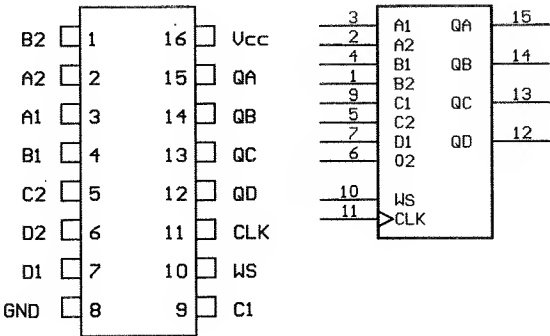 B2 1 16 Vcc
A2 2 15 QA
A1 3 14 QB
B1 4 13 QC
C2 5 12 QD
D2 6 11 CLK
D1 7 10 WS
GND 8 9 C1
3 A1 QA 15
2 A2
4 B1 QB 14
1 B2
9 C1 QC 13
5 C2
7 D1 QD 12
6 O2
10 WS
11 CLK